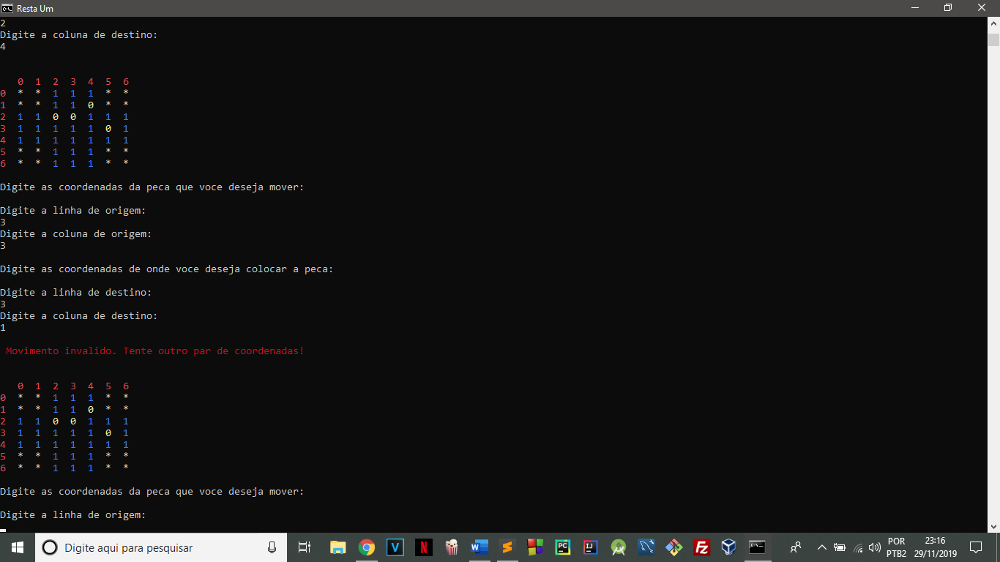 Resta Um
2
Digite a coluna de destino:
4
0 1 2 3 4 5 6
0 * * 1 1 1 * *
1 * * 1 1 0 * *
2 1 1 0 0 1 1 1
3 1 1 1 1 1 0 1
4 1 1 1 1 1 1 1
5 * * 1 1 1 * *
6 * * 1 1 1 * *
Digite as coordenadas da peca que voce deseja mover:
Digite a linha de origem:
3
Digite a coluna de origem:
3
Digite as coordenadas de onde voce deseja colocar a peca:
Digite a linha de destino:
3
Digite a coluna de destino:
1
Movimento invalido. Tente outro par de coordenadas!
0 1 2 3 4 5 6
0 * * 1 1 1 * *
1 * * 1 1 0 * *
2 1 1 0 0 1 1 1
3 1 1 1 1 1 0 1
4 1 1 1 1 1 1 1
5 * * 1 1 1 * *
6 * * 1 1 1 * *
Digite as coordenadas da peca que voce deseja mover:
Digite a linha de origem:
Digite aqui para pesquisar
POR
PTB2
23:16
29/11/2019